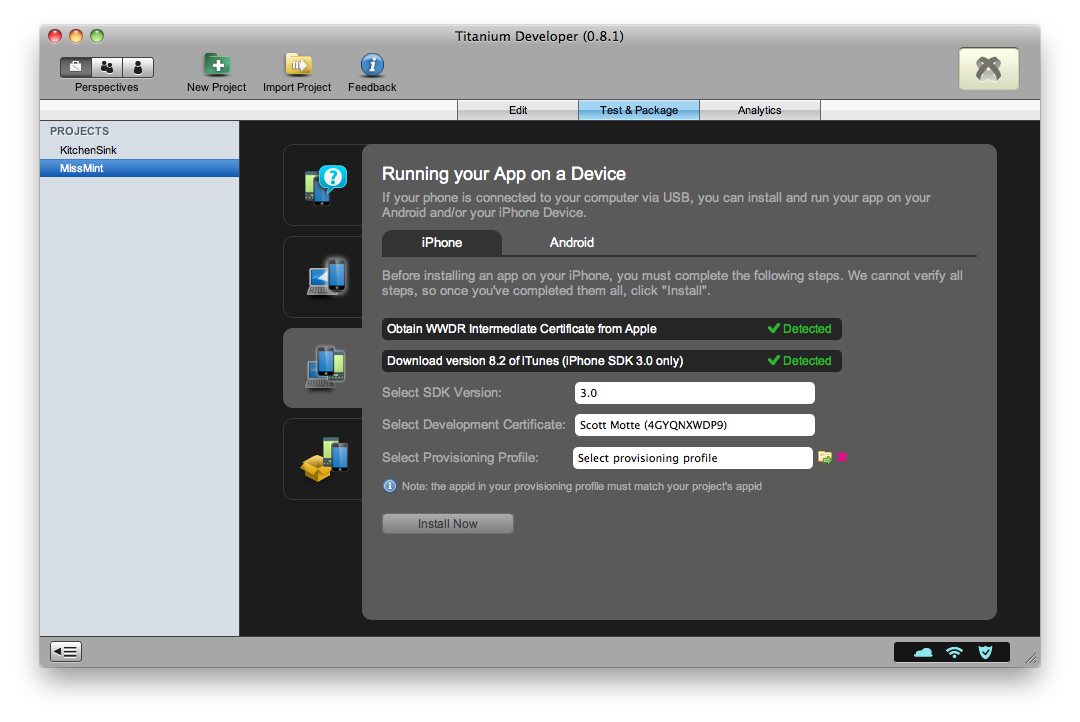 Titanium Developer (0.8.1)
Perspectives
New Project
Import Project
Feedback
Edit
Test & Package
Analytics
PROJECTS
KitchenSink
MissMint
Running your App on a Device
If your phone is connected to your computer via USB, you can install and run your app on your
Android and/or your iPhone Device.
iPhone
Android
Before installing an app on your iPhone, you must complete the following steps. We cannot verify all
steps, so once you've completed them all, click "Install".
Obtain WWDR Intermediate Certificate from Apple
Detected
Download version 8.2 of iTunes (iPhone SDK 3.0 only)
Detected
Select SDK Version:
3.0
Select Development Certificate:
Scott Motte (4GYQNXWDP9)
Select Provisioning Profile:
Select provisioning profile
Note: the appid in your provisioning profile must match your project's appid
Install Now